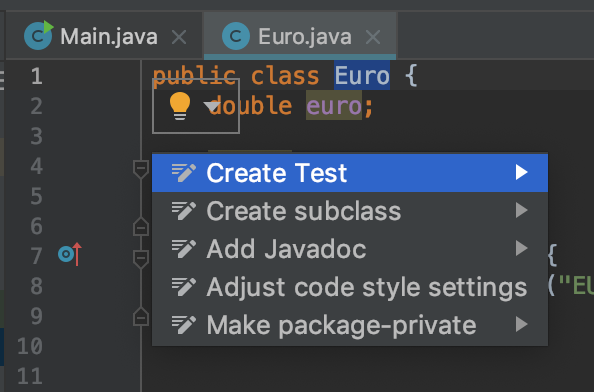 Main.java Euro.java
1 public class Euro {
2 double euro;
3
4 Create Test
5 Create subclass
6
7 Add Javadoc {
8 Adjust code style settings ("EU
9 Make package-private
10
11